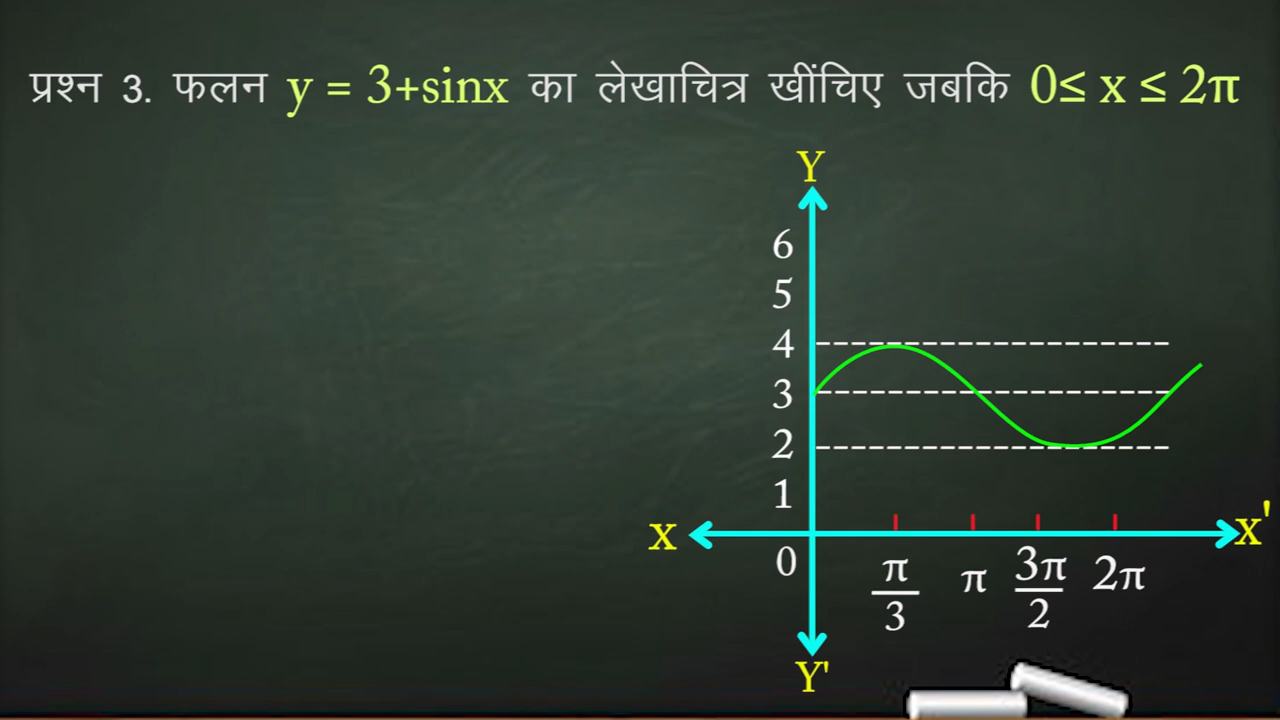 प्रश्न 3. फलन y = 3+sinx का लेखाचित्र खींचिए जबकि 0≤ x ≤ 2π
Y
6
5
4
3
2
1
X
X'
0
π/3
π
3π/2
2π
Y'